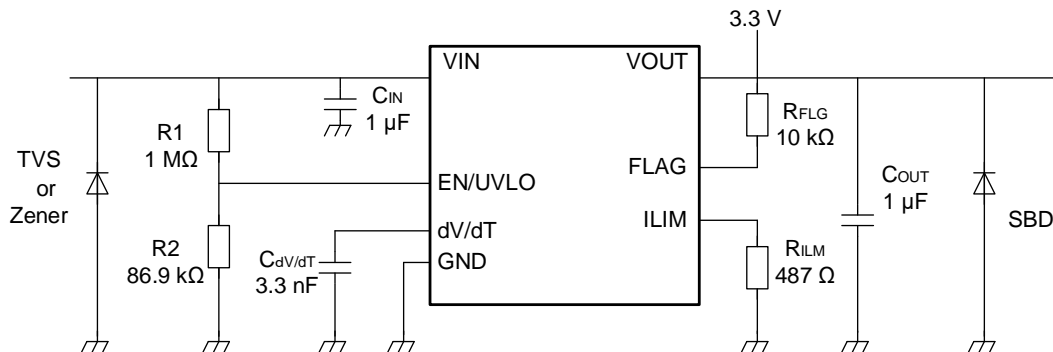 3.3 V
VIN
VOUT
CIN
1 µF
R1
1 MΩ
RFLG
10 kΩ
TVS
or
Zener
FLAG
EN/UVLO
COUT
1 µF
SBD
ILIM
dV/dT
R2
86.9 kΩ
CdV/dT
3.3 nF
GND
RILM
487 Ω